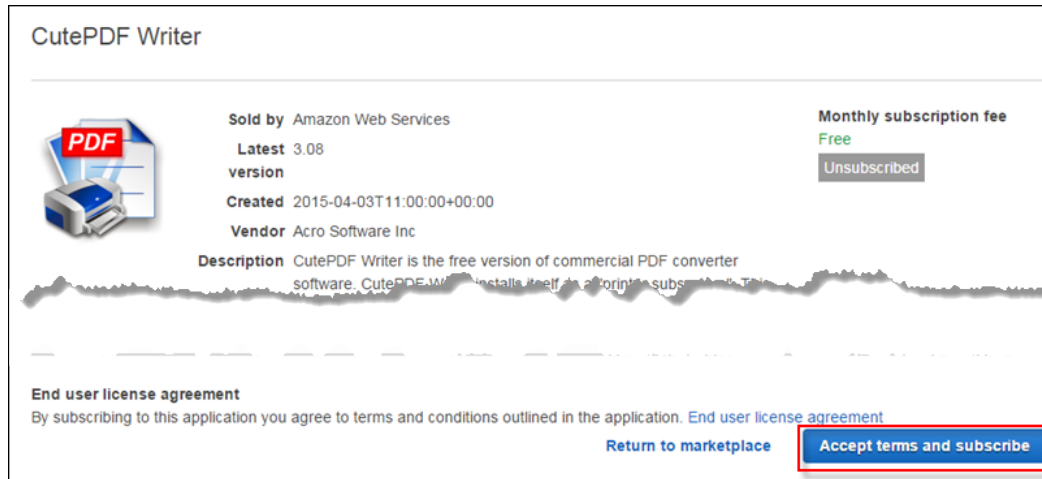 CutePDF Writer
PDF
Sold by Amazon Web Services
Latest version 3.08
Created 2015-04-03T11:00:00+00:00
Vendor Acro Software Inc
Description CutePDF Writer is the free version of commercial PDF converter
software. CutePDF installs itself
Monthly subscription fee
Free
Unsubscribed
End user license agreement
By subscribing to this application you agree to terms and conditions outlined in the application. End user license agreement
Return to marketplace
Accept terms and subscribe